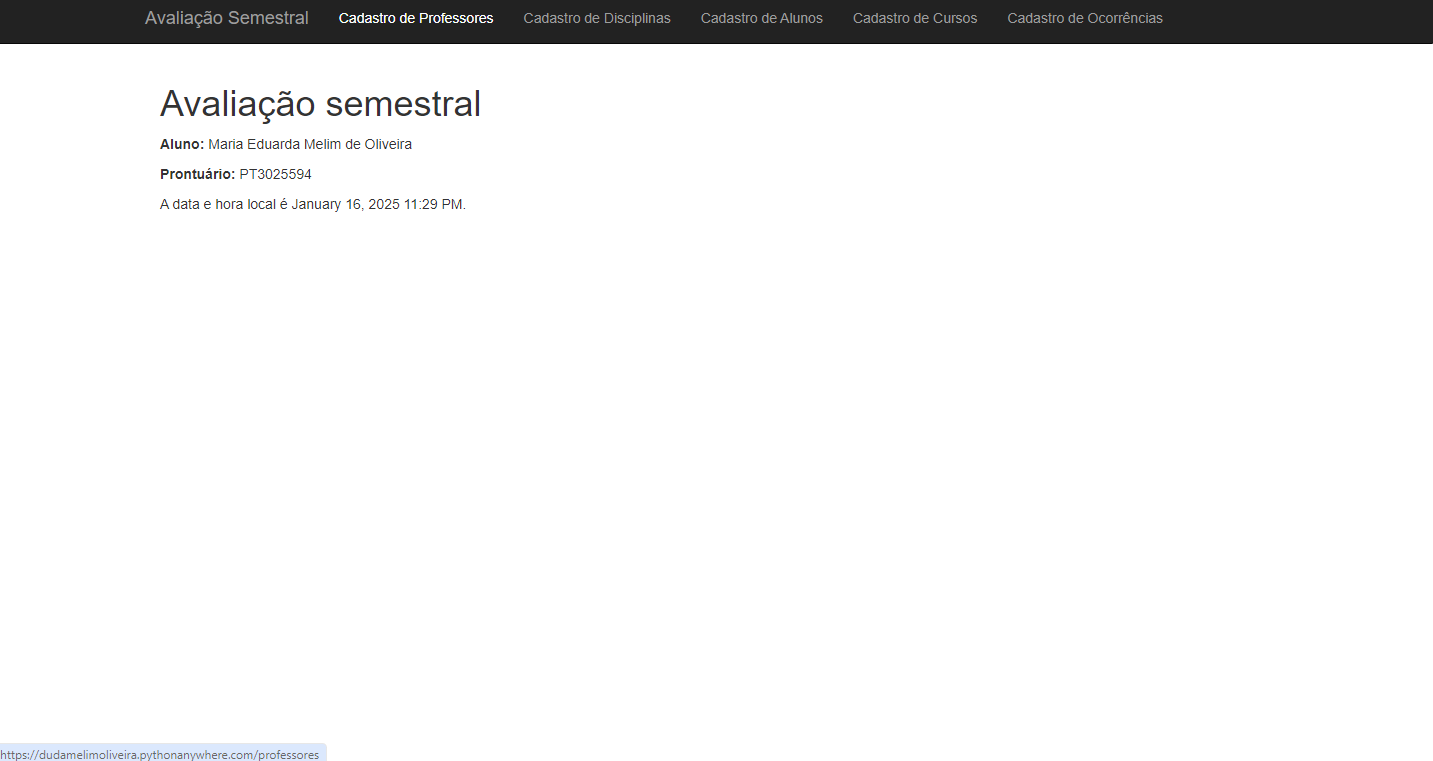 Avaliação Semestral Cadastro de Professores Cadastro de Disciplinas Cadastro de Alunos Cadastro de Cursos Cadastro de Ocorrências
Avaliação semestral
Aluno: Maria Eduarda Melim de Oliveira
Prontuário: PT3025594
A data e hora local é January 16, 2025 11:29 PM.
https://dudamelimoliveira.pythonanywhere.com/professores